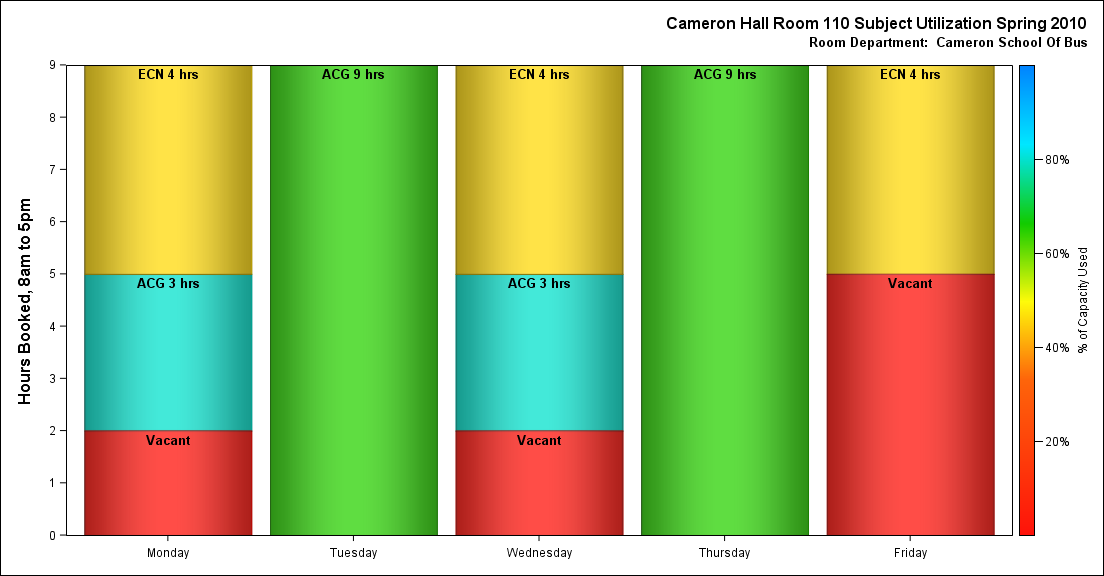 Cameron Hall Room 110 Subject Utilization Spring 2010
Room Department:  Cameron School Of Bus
Hours Booked, 8am to 5pm
9
8
7
6
5
4
3
2
1
0
ECN 4 hrs
ACG 3 hrs
Vacant
ACG 9 hrs
ECN 4 hrs
ACG 3 hrs
Vacant
ACG 9 hrs
ECN 4 hrs
Vacant
Monday
Tuesday
Wednesday
Thursday
Friday
80%
60%
40%
20%
% of Capacity Used